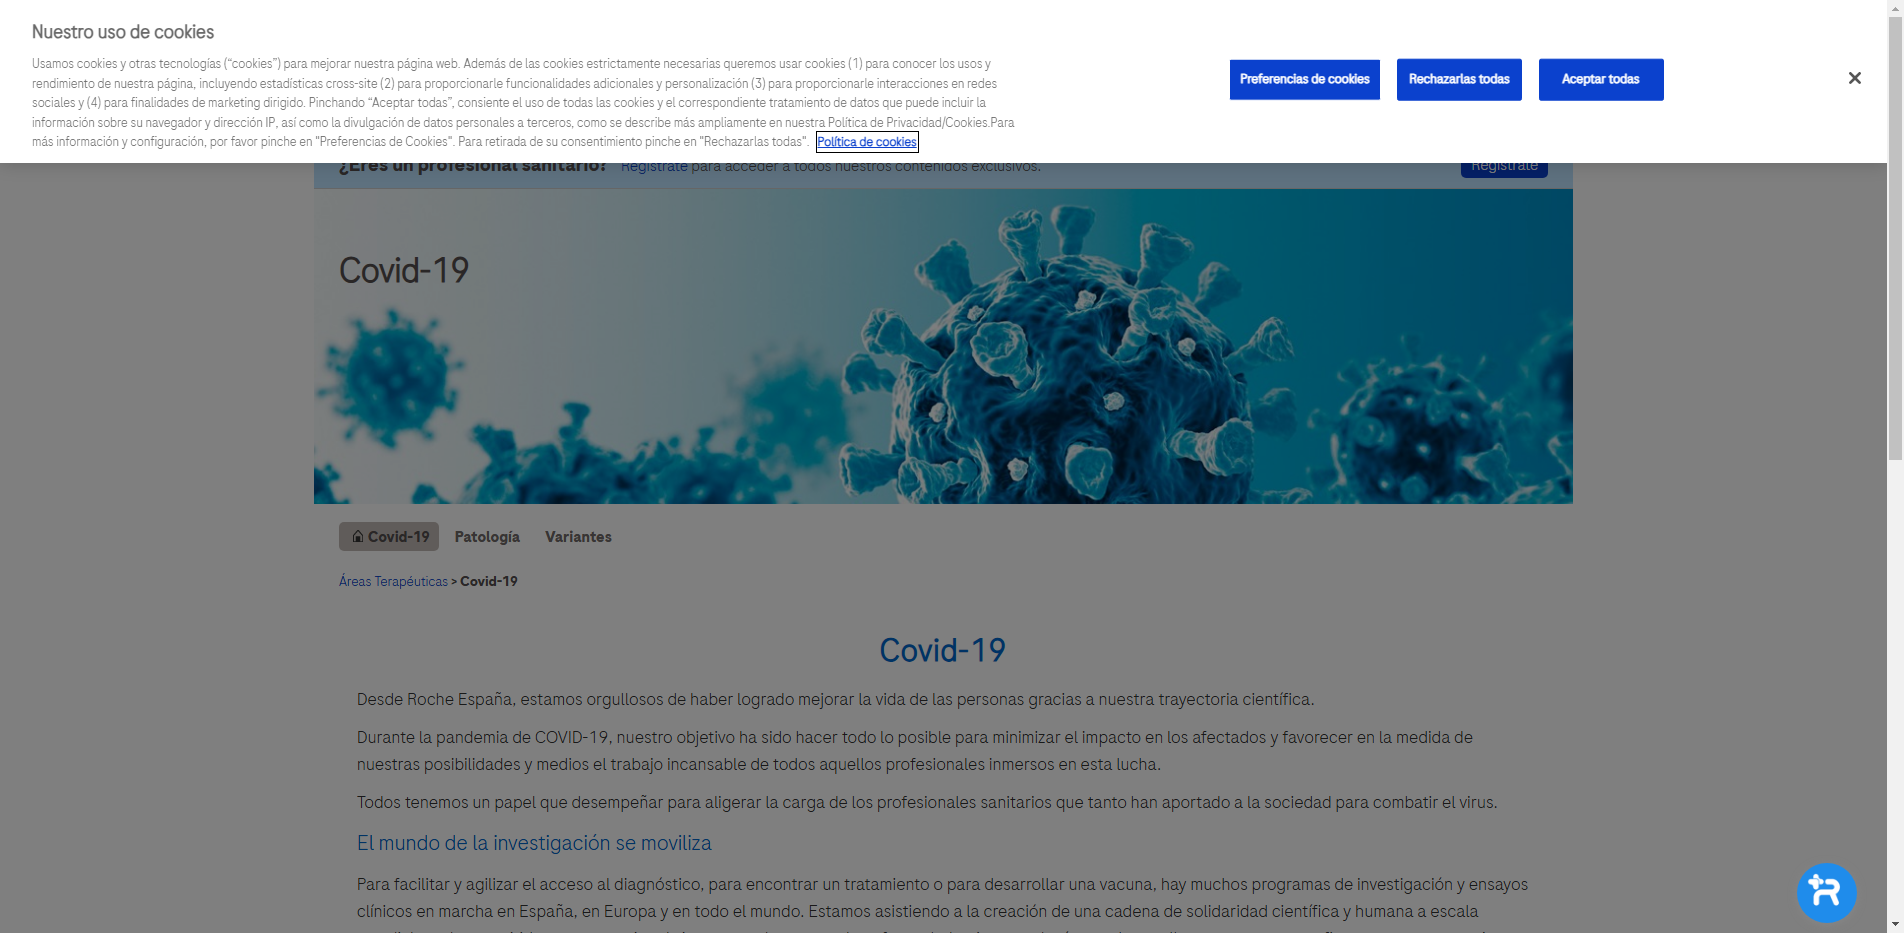 Nuestro uso de cookies
Usamos cookies y otras tecnologías (“cookies”) para mejorar nuestra página web. Además de las cookies estrictamente necesarias queremos usar cookies (1) para conocer los usos y
rendimiento de nuestra página, incluyendo estadísticas cross-site (2) para proporcionarle funcionalidades adicionales y personalización (3) para proporcionarle interacciones en redes
sociales y (4) para finalidades de marketing dirigido. Pinchando “Aceptar todas”, consiente el uso de todas las cookies y el correspondiente tratamiento de datos que puede incluir la
información sobre su navegador y dirección IP, así como la divulgación de datos personales a terceros, como se describe más ampliamente en nuestra Política de Privacidad/Cookies.Para
más información y configuración, por favor pinche en "Preferencias de Cookies". Para retirada de su consentimiento pinche en "Rechazarlas todas". Política de cookies
Preferencias de cookies
Rechazarlas todas
Aceptar todas
¿Eres un profesional sanitario? Regístrate para acceder a todos nuestros contenidos exclusivos.
Regístrate
Covid-19
Covid-19 Patología Variantes
Áreas Terapéuticas > Covid-19
Covid-19
Desde Roche España, estamos orgullosos de haber logrado mejorar la vida de las personas gracias a nuestra trayectoria científica.
Durante la pandemia de COVID-19, nuestro objetivo ha sido hacer todo lo posible para minimizar el impacto en los afectados y favorecer en la medida de
nuestras posibilidades y medios el trabajo incansable de todos aquellos profesionales inmersos en esta lucha.
Todos tenemos un papel que desempeñar para aligerar la carga de los profesionales sanitarios que tanto han aportado a la sociedad para combatir el virus.
El mundo de la investigación se moviliza
Para facilitar y agilizar el acceso al diagnóstico, para encontrar un tratamiento o para desarrollar una vacuna, hay muchos programas de investigación y ensayos
clínicos en marcha en España, en Europa y en todo el mundo. Estamos asistiendo a la creación de una cadena de solidaridad científica y humana a escala